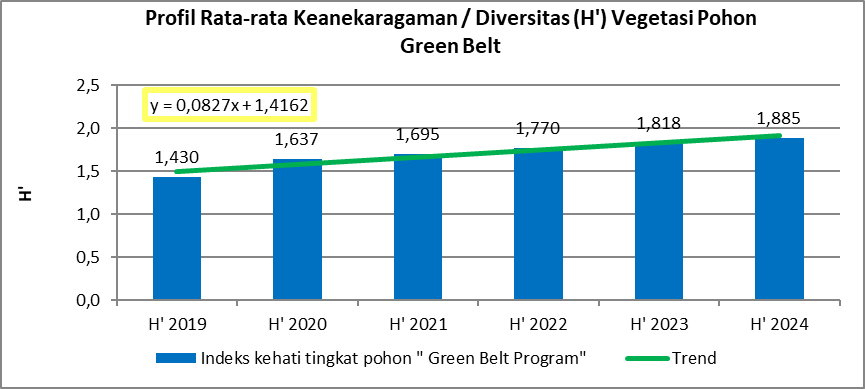 Profil Rata-rata Keanekaragaman / Diversitas (H') Vegetasi Pohon
Green Belt
y = 0,0827x + 1,4162
2,5
2,0
1,5
1,0
0,5
0,0
H'
1,430
1,637
1,695
1,770
1,818
1,885
H' 2019
H' 2020
H' 2021
H' 2022
H' 2023
H' 2024
Indeks kehati tingkat pohon " Green Belt Program"
Trend